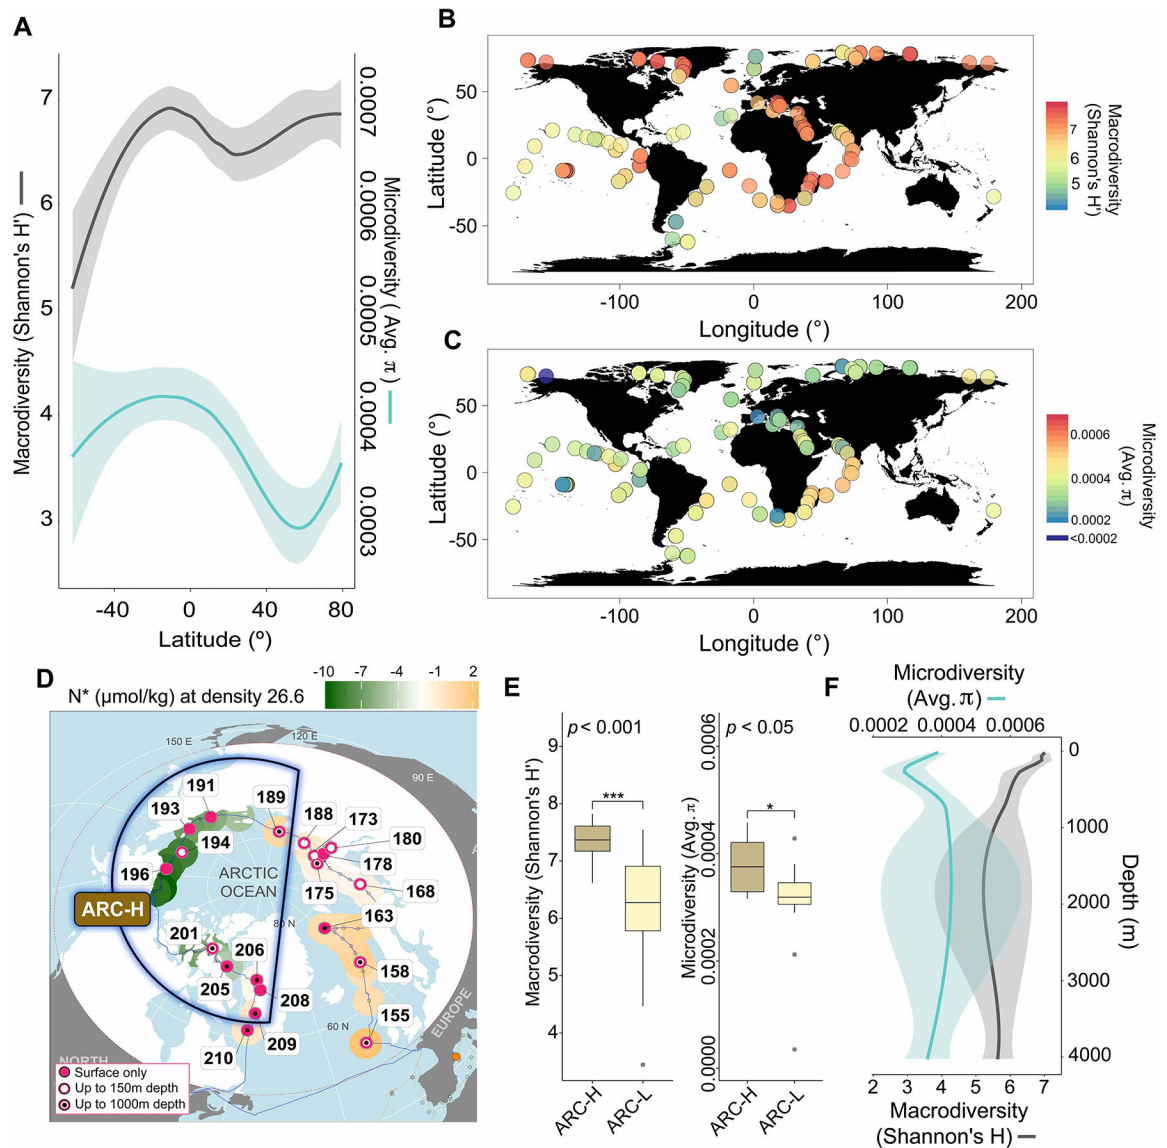 A
Macrodiversity (Shannon's H')
7
6
5
4
3
0.0007
0.0006
0.0005
0.0004
0.0003
Microdiversity ( Avg. π )
-40
0
40
80
Latitude (º)
B
Latitude (°)
50
0
-50
-100
0
100
200
Longitude (°)
7
6
5
Macrodiversity
(Shannon's H')
C
Latitude (°)
50
0
-50
-100
0
100
200
Longitude (°)
0.0006
0.0004
0.0002
<0.0002
Microdiversity
(Avg. π)
D
N* (µmol/kg) at density 26.6
-10
-7
-4
-1
2
150 E
120 E
90 E
191
193
189
188
173
194
180
178
196
175
ARCTIC
OCEAN
168
ARC-H
163
80 N
201
206
158
205
208
155
60 N
209
210
EUROPE
NORTH
Surface only
Up to 150m depth
Up to 1000m depth
E
Macrodiversity (Shannon's H')
9
8
7
6
5
4
p < 0.001
***
ARC-H
ARC-L
Microdiversity (Avg. π)
0.0006
0.0004
0.0002
0.0000
p < 0.05
*
ARC-H
ARC-L
F
Microdiversity
(Avg. π)
0.0002
0.0004
0.0006
0
1000
2000
3000
4000
Depth (m)
2
3
4
5
6
7
Macrodiversity
(Shannon's H)